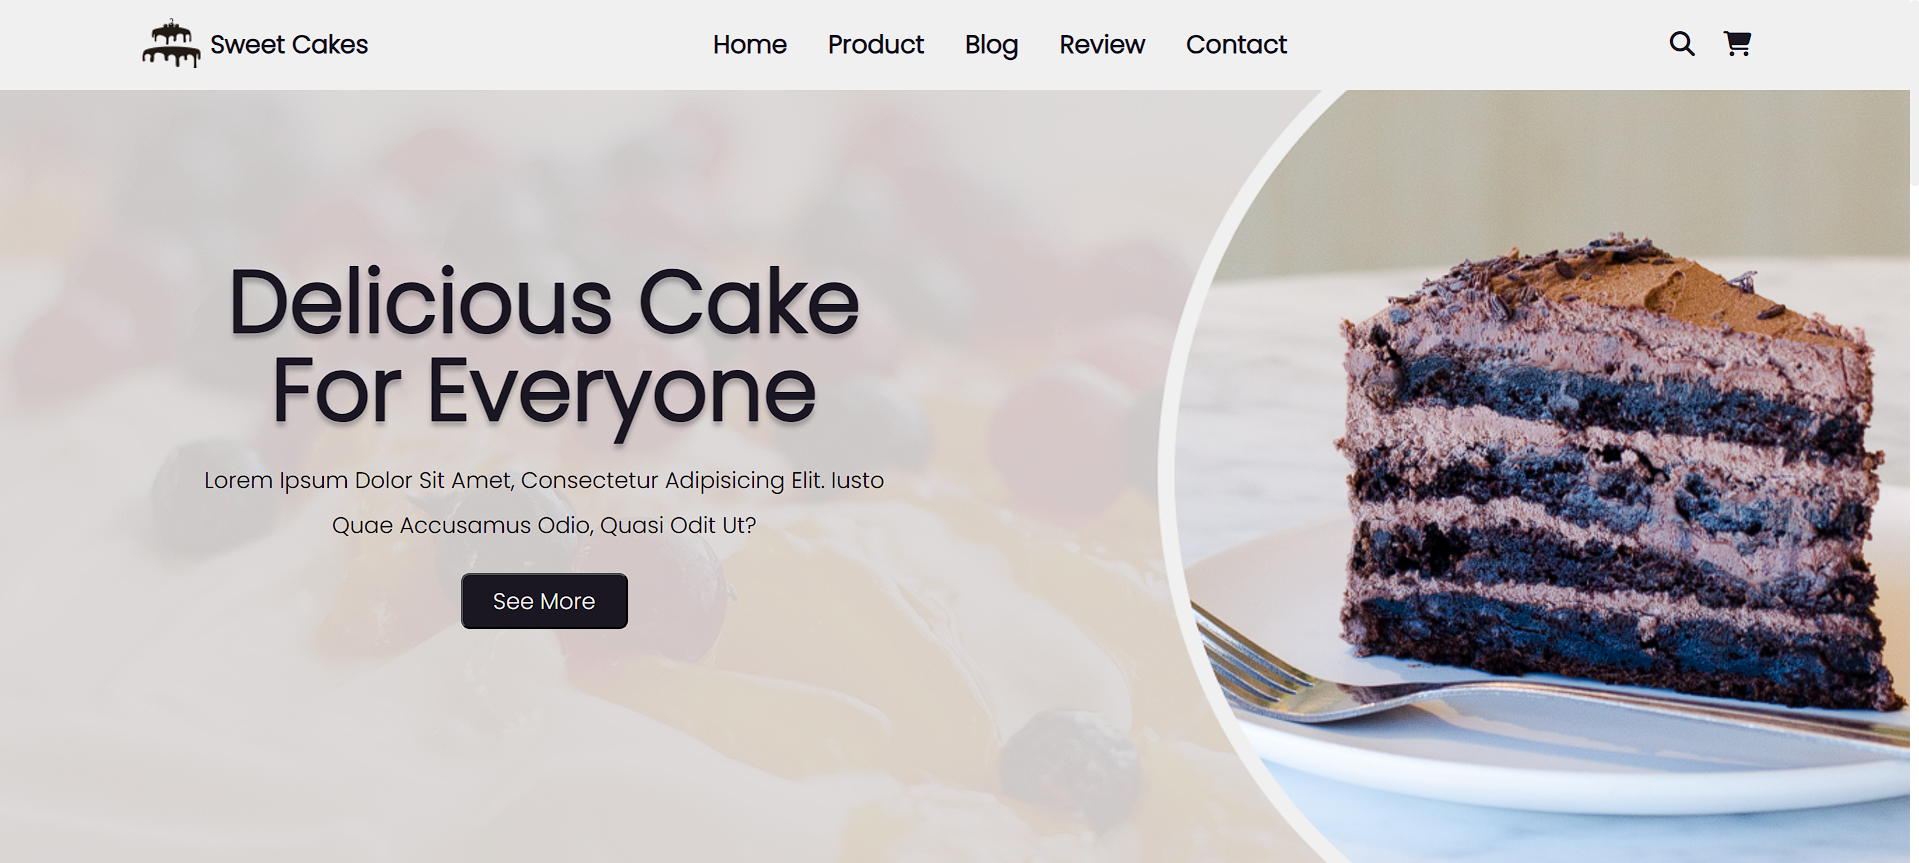 Sweet Cakes
Home Product Blog Review Contact
Delicious Cake
For Everyone
Lorem Ipsum Dolor Sit Amet, Consectetur Adipisicing Elit. Iusto
Quae Accusamus Odio, Quasi Odit Ut?
See More